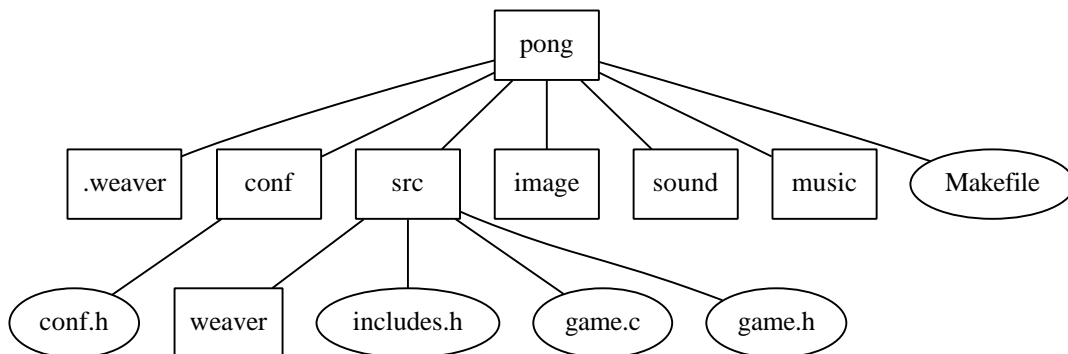 pong
.weaver
conf
src
image
sound
music
Makefile
conf.h
weaver
includes.h
game.c
game.h